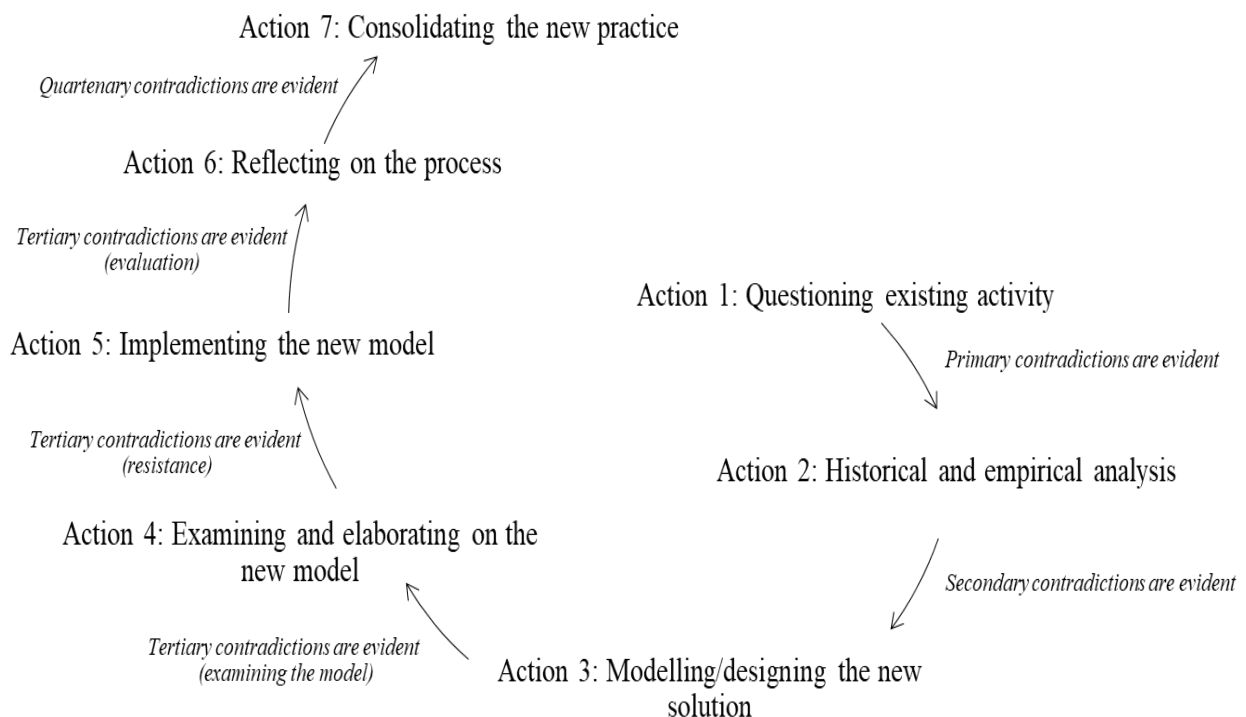 Action 7: Consolidating the new practice
Quartenary contradictions are evident
Action 6: Reflecting on the process
Tertiary contradictions are evident
(evaluation)
Action 1: Questioning existing activity
Action 5: Implementing the new model
Primary contradictions are evident
Tertiary contradictions are evident
(resistance)
Action 2: Historical and empirical analysis
Action 4: Examining and elaborating on the
new model
Secondary contradictions are evident
Tertiary contradictions are evident
(examining the model)
Action 3: Modelling/designing the new
solution